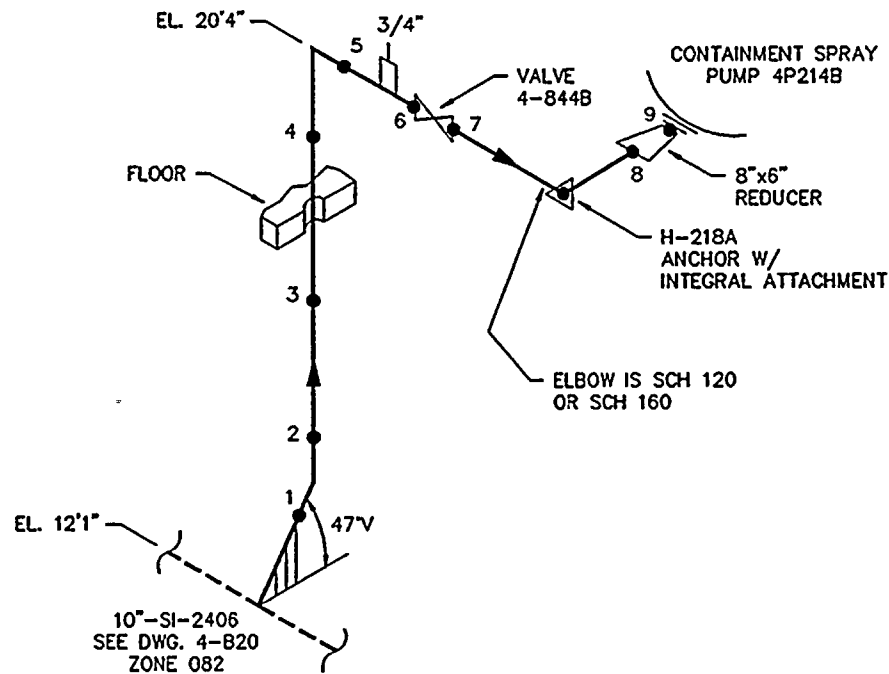 EL. 20'4"
5
3/4"
VALVE
4-844B
CONTAINMENT SPRAY
PUMP 4P214B
4
6
7
9
8
8"x6"
REDUCER
FLOOR
H-218A
ANCHOR W/
INTEGRAL ATTACHMENT
3
ELBOW IS SCH 120
OR SCH 160
2
1
47°V
EL. 12'1"
10"-SI-2406
SEE DWG. 4-B20
ZONE 082